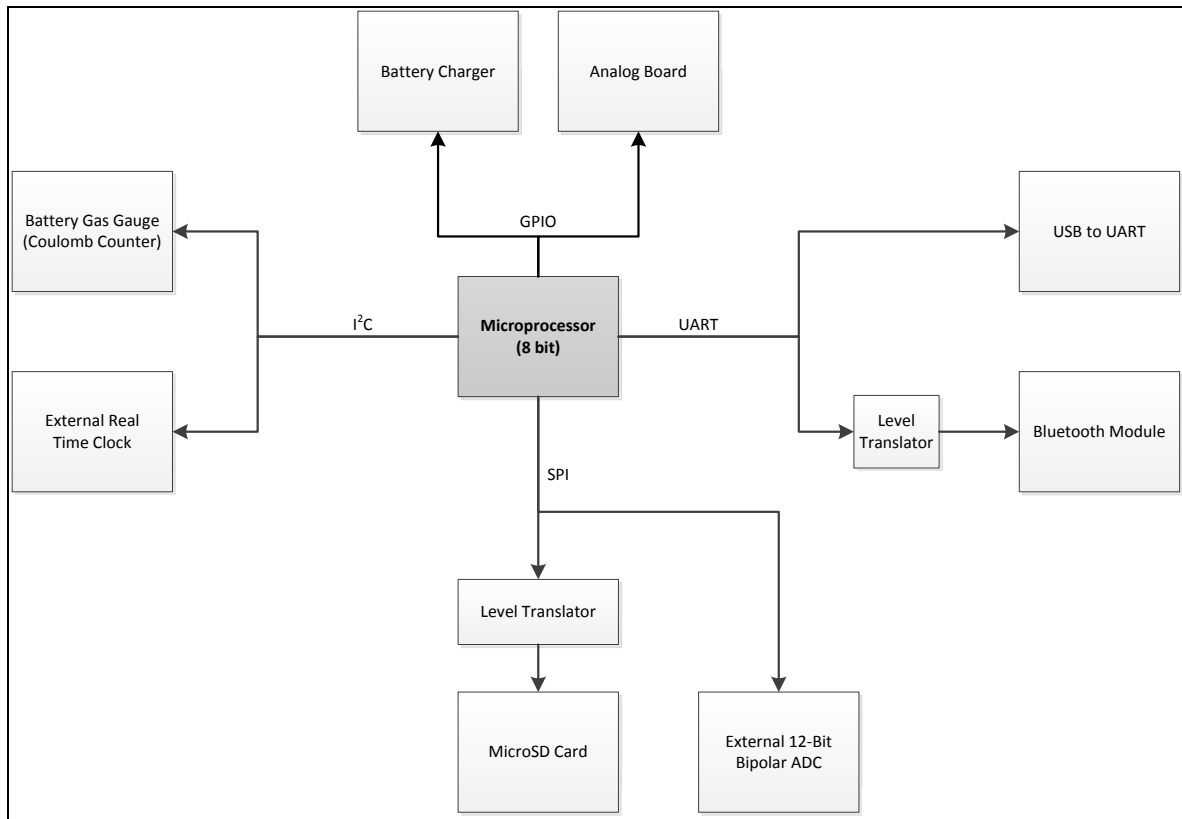 Battery Charger
Analog Board
Battery Gas Gauge
(Coulomb Counter)
GPIO
USB to UART
I²C
Microprocessor
(8 bit)
UART
External Real
Time Clock
Level
Translator
Bluetooth Module
SPI
Level Translator
MicroSD Card
External 12-Bit
Bipolar ADC